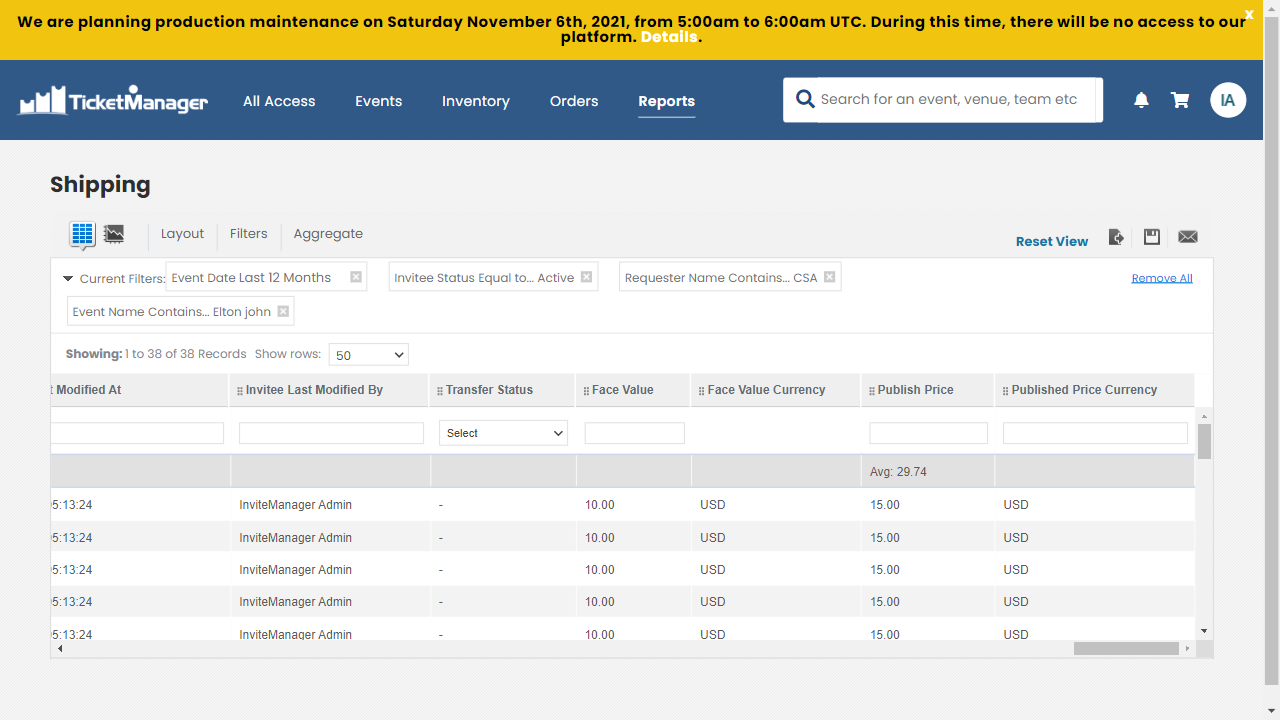 We are planning production maintenance on Saturday November 6th, 2021, from 5:00am to 6:00am UTC. During this time, there will be no access to our
platform. Details.
x
TicketManager
All Access Events Inventory Orders Reports
Search for an event, venue, team etc
IA
Shipping
Layout Filters Aggregate
Reset View
Current Filters: Event Date Last 12 Months Invitee Status Equal to... Active Requester Name Contains... CSA Remove All
Event Name Contains... Elton john
Showing: 1 to 38 of 38 Records Show rows: 50
t Modified At Invitee Last Modified By Transfer Status Face Value Face Value Currency Publish Price Published Price Currency
Select
Avg: 29.74
05:13:24 InviteManager Admin - 10.00 USD 15.00 USD
05:13:24 InviteManager Admin - 10.00 USD 15.00 USD
05:13:24 InviteManager Admin - 10.00 USD 15.00 USD
05:13:24 InviteManager Admin - 10.00 USD 15.00 USD
05:13:24 InviteManager Admin - 10.00 USD 15.00 USD